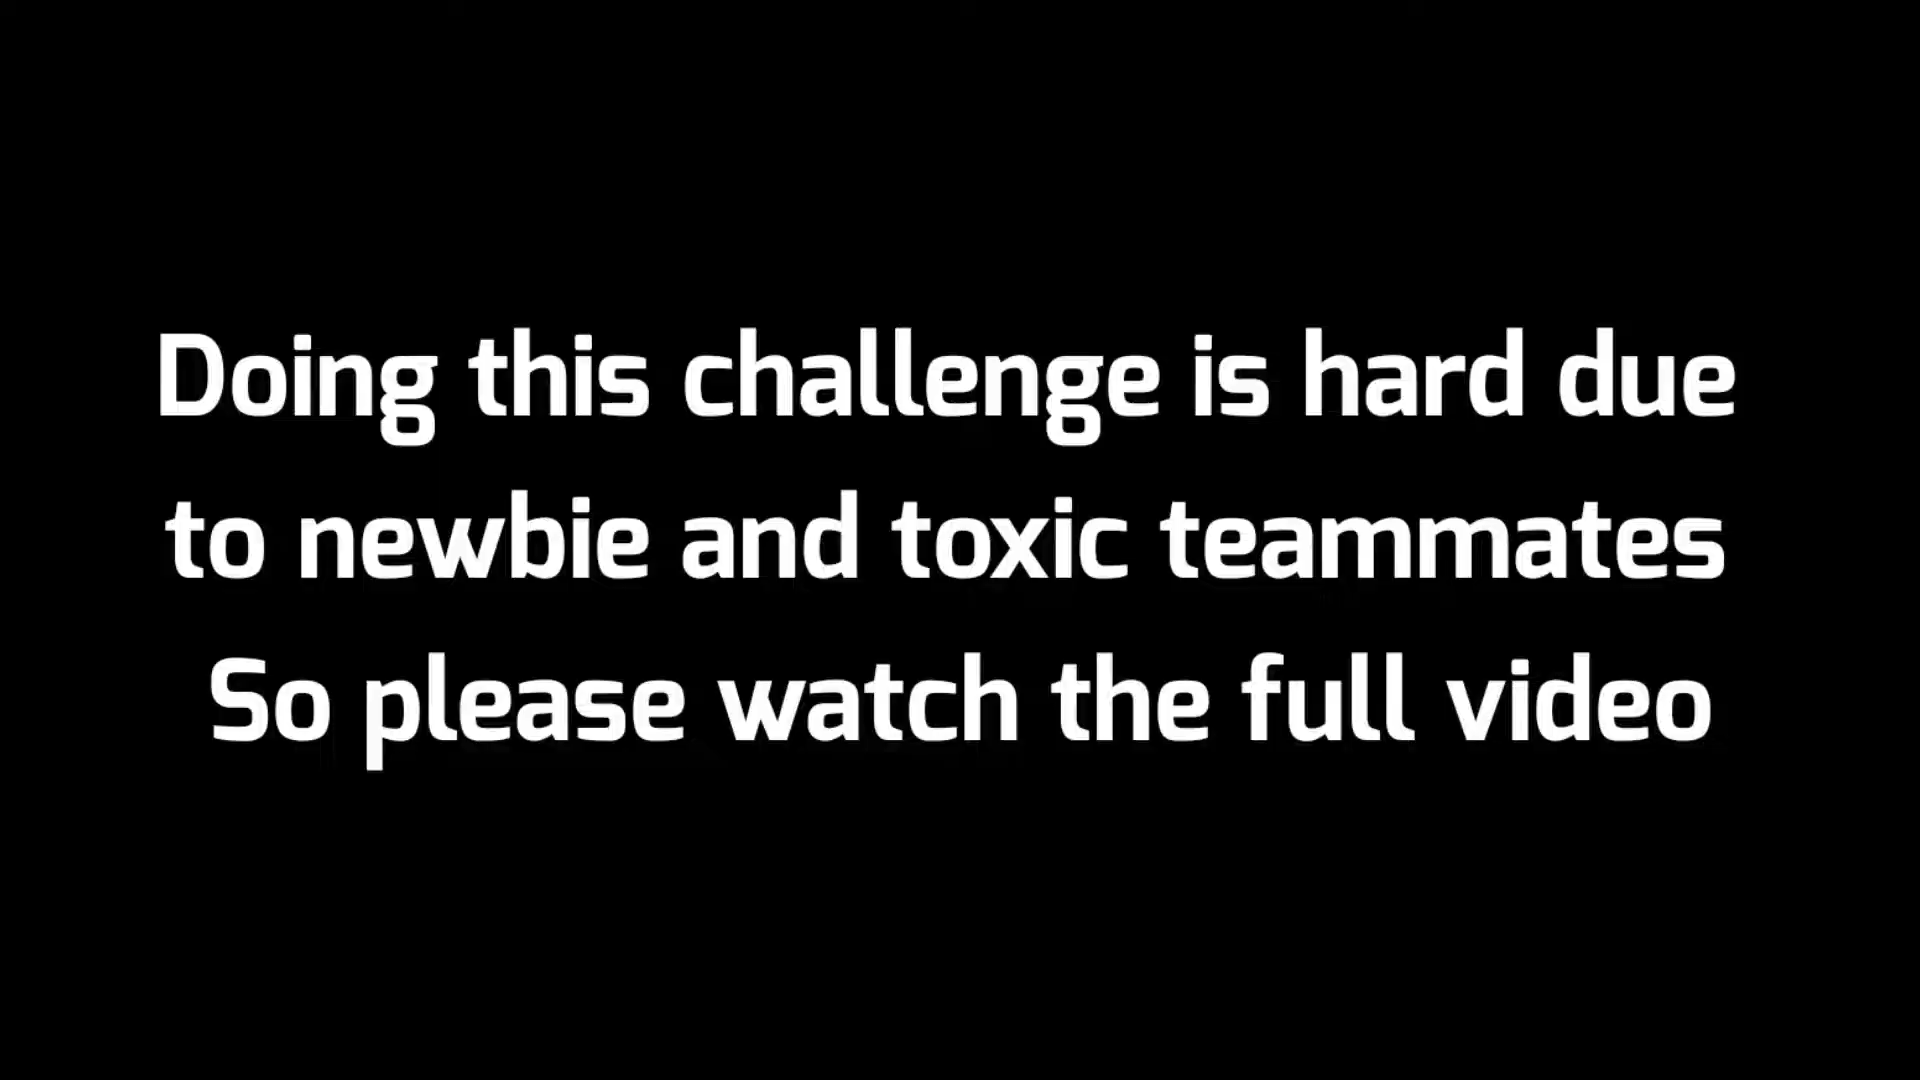 Doing this challenge is hard due
to newbie and toxic teammates
So please watch the full video